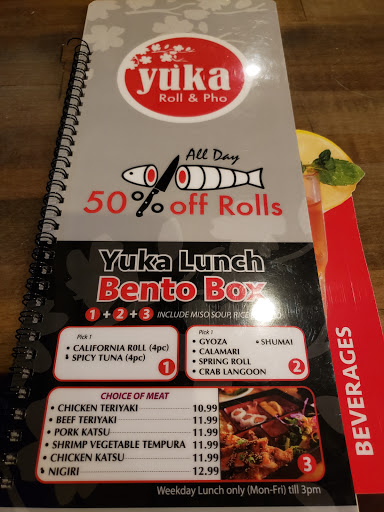 yuka
Roll & Pho
All Day
50% off Rolls
Yuka Lunch
Bento Box
1 + 2 + 3 INCLUDE MISO SOUP, RICE
Pick 1
• CALIFORNIA ROLL (4pc)
SPICY TUNA (4pc)
1
Pick 1
• GYOZA • SHUMAI
• CALAMARI
• SPRING ROLL
• CRAB LANGOON
2
CHOICE OF MEAT
• CHICKEN TERIYAKI 10.99
• BEEF TERIYAKI 11.99
• PORK KATSU 11.99
• SHRIMP VEGETABLE TEMPURA 11.99
• CHICKEN KATSU 11.99
NIGIRI 12.99
3
Weekday Lunch only (Mon-Fri) till 3pm
BEVERAGES